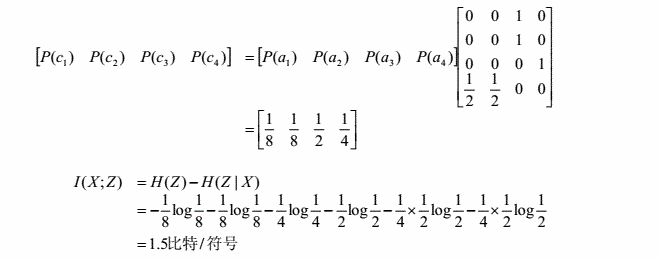 [P(c₁) P(c₂) P(c₃) P(c₄)] = [P(a₁) P(a₂) P(a₃) P(a₄)] [0 0 1 0; 0 0 1 0; 0 0 0 1; 1/2 1/2 0 0]
= [1/8 1/8 1/2 1/4]
I(X;Z) = H(Z) − H(Z | X)
= −1/8 log 1/8 − 1/8 log 1/8 − 1/4 log 1/4 − 1/2 log 1/2 − 1/4 × 1/2 log 1/2 − 1/4 × 1/2 log 1/2
= 1.5比特/符号